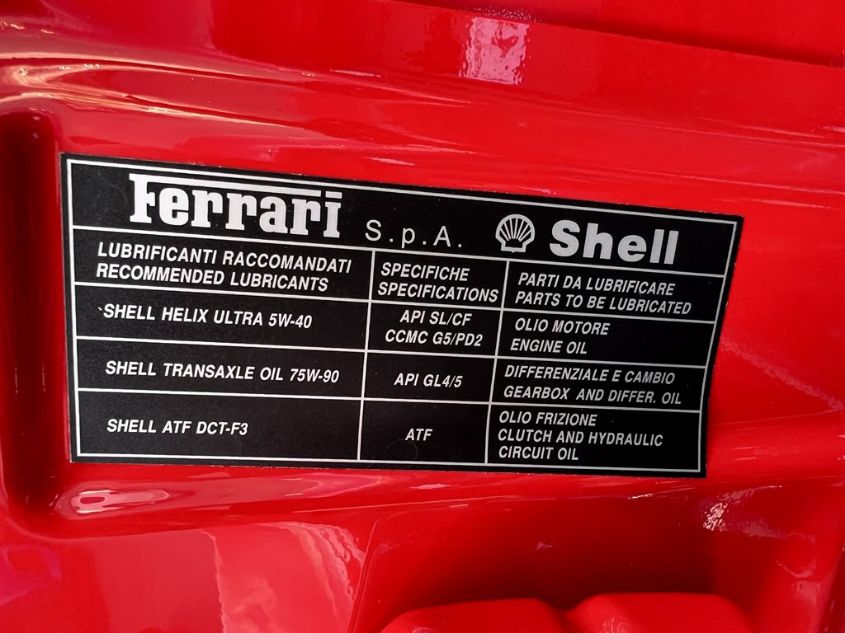 Ferrari S.p.A. Shell
LUBRIFICANTI RACCOMANDATI
RECOMMENDED LUBRICANTS
SPECIFICHE
SPECIFICATIONS
PARTI DA LUBRIFICARE
PARTS TO BE LUBRICATED
SHELL HELIX ULTRA 5W-40
API SL/CF
CCMC G5/PD2
OLIO MOTORE
ENGINE OIL
SHELL TRANSAXLE OIL 75W-90
API GL4/5
DIFFERENZIALE E CAMBIO
GEARBOX AND DIFFER. OIL
SHELL ATF DCT-F3
ATF
OLIO FRIZIONE
CLUTCH AND HYDRAULIC
CIRCUIT OIL